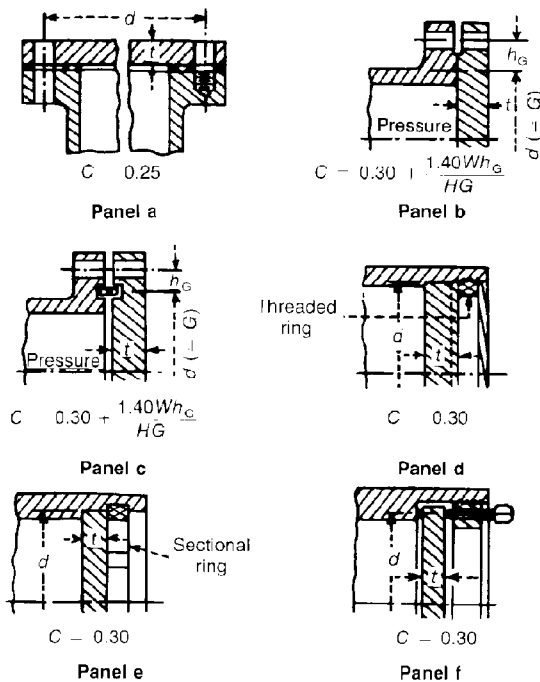 d
t
C 0.25
Panel a
h_G
t
Pressure
d (– G)
C – 0.30 + 1.40Wh_G
HG
Panel b
h_G
Pressure
t
d (– G)
C 0.30 + 1.40Wh_G
HG
Panel c
Threaded
ring
d
t
C 0.30
Panel d
t
d
Sectional
ring
C – 0.30
Panel e
d
t
C – 0.30
Panel f